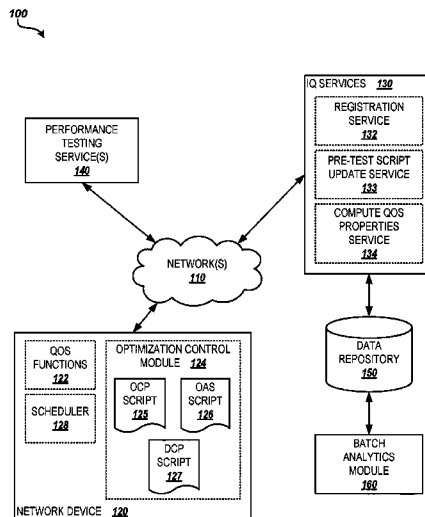 100
IQ SERVICES 130
REGISTRATION
SERVICE
132
PERFORMANCE
TESTING
SERVICE(S)
140
PRE-TEST SCRIPT
UPDATE SERVICE
133
COMPUTE QOS
PROPERTIES
SERVICE
134
NETWORK(S)
110
QOS
FUNCTIONS
122
OPTIMIZATION CONTROL
MODULE 124
DATA
REPOSITORY
150
SCHEDULER
128
OCP
SCRIPT
125
OAS
SCRIPT
126
DCP
SCRIPT
127
BATCH
ANALYTICS
MODULE
160
NETWORK DEVICE 120